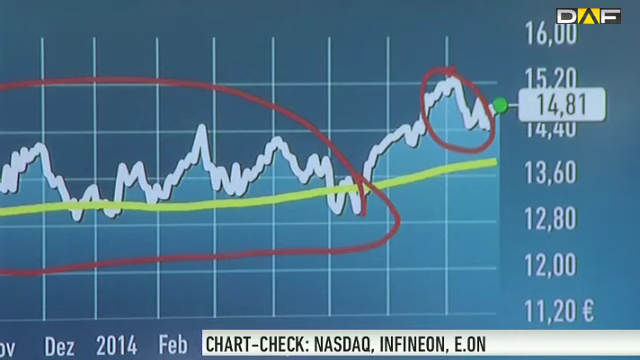 DAF
16,00
15,20
14,81
14,40
13,60
12,80
12,00
11,20 €
ov Dez 2014 Feb
CHART-CHECK: NASDAQ, INFINEON, E.ON